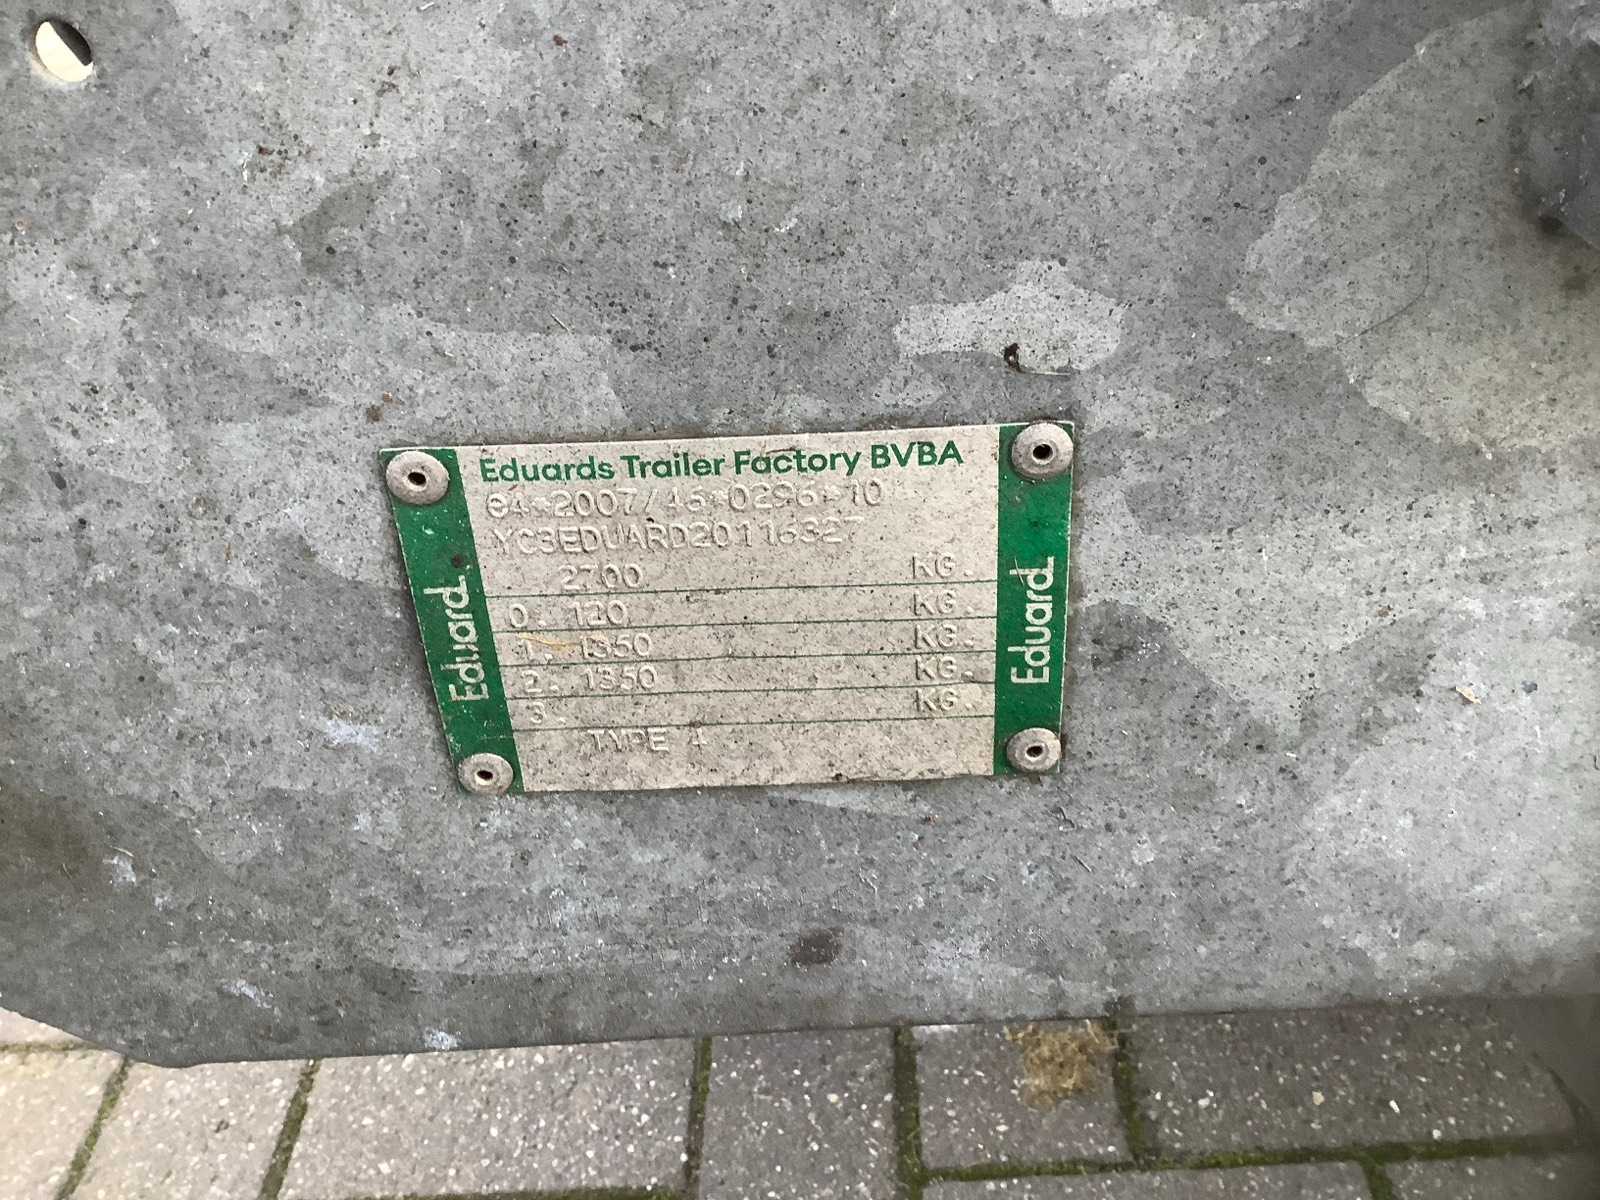 Eduards Trailer Factory BVBA
e4*2007/46*0296*10
YC3EDUARD20116327
2700 KG.
0. 120 KG.
1. 1350 KG.
2. 1350 KG.
3. KG.
TYPE 4
Eduard
Eduard